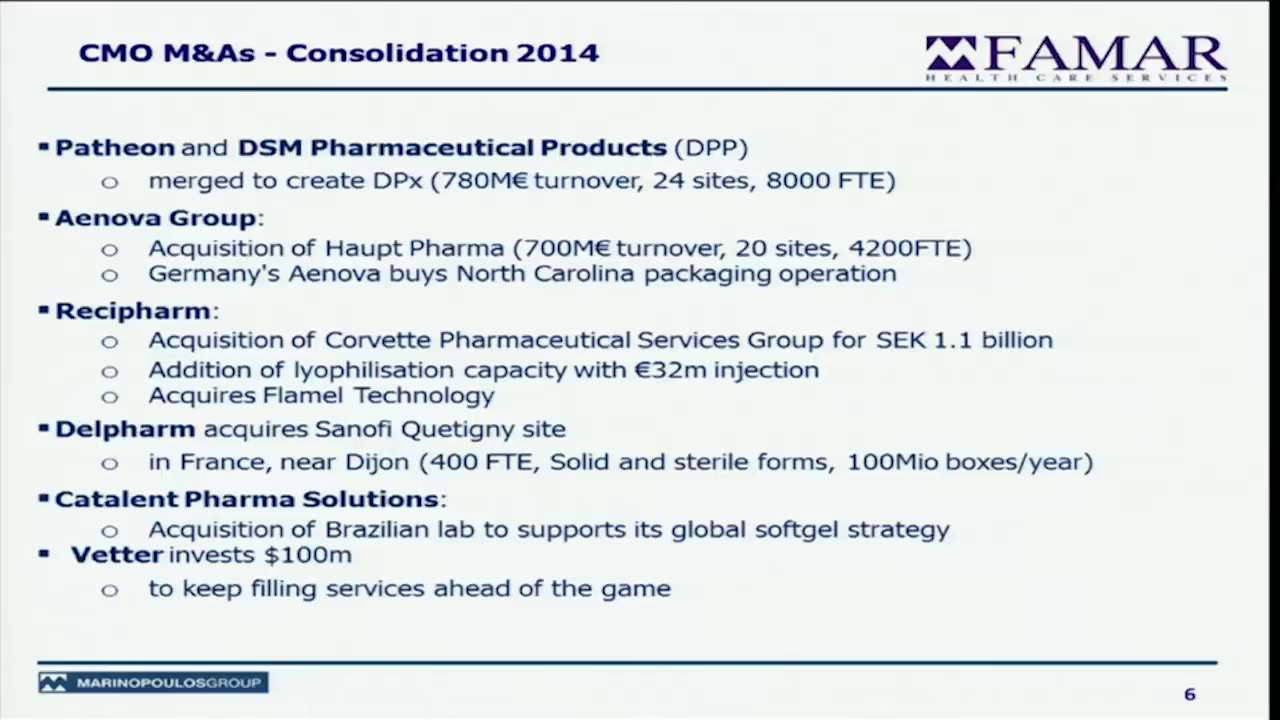 CMO M&As - Consolidation 2014
FAMAR
HEALTH CARE SERVICES
▪ Patheon and DSM Pharmaceutical Products (DPP)
o merged to create DPx (780M€ turnover, 24 sites, 8000 FTE)
▪ Aenova Group:
o Acquisition of Haupt Pharma (700M€ turnover, 20 sites, 4200FTE)
o Germany's Aenova buys North Carolina packaging operation
▪ Recipharm:
o Acquisition of Corvette Pharmaceutical Services Group for SEK 1.1 billion
o Addition of lyophilisation capacity with €32m injection
o Acquires Flamel Technology
▪ Delpharm acquires Sanofi Quetigny site
o in France, near Dijon (400 FTE, Solid and sterile forms, 100Mio boxes/year)
▪ Catalent Pharma Solutions:
o Acquisition of Brazilian lab to supports its global softgel strategy
▪ Vetter invests $100m
o to keep filling services ahead of the game
MARINOPOULOSGROUP
6